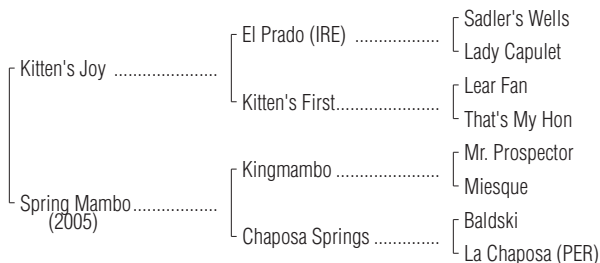 Sadler's Wells
El Prado (IRE) ..................
Lady Capulet
Kitten's Joy ......................
Lear Fan
Kitten's First......................
That's My Hon
Mr. Prospector
Kingmambo ......................
Miesque
Spring Mambo..................
(2005)
Baldski
Chaposa Springs ..............
La Chaposa (PER)